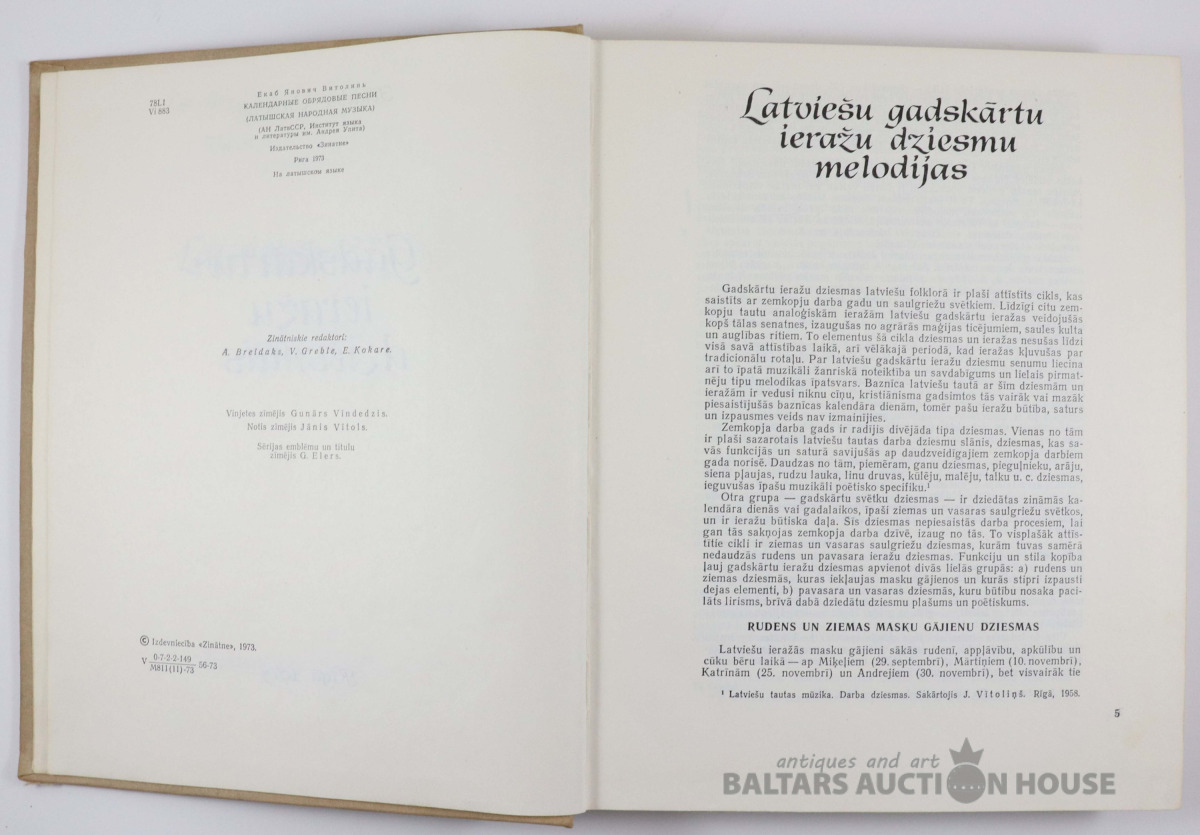 781.1
Vi 883
Екаб Янович Витолинь
КАЛЕНДАРНЫЕ ОБРЯДОВЫЕ ПЕСНИ
(ЛАТЫШСКАЯ НАРОДНАЯ МУЗЫКА)
(АН ЛатвССР, Институт языка
и литературы им. Андрея Упита)
Издательство «Зинатне»
Рига 1973
На латышском языке
Zinātniskie redaktori:
A. Breidaks, V. Greble, E. Kokare.
Vinjetes zīmējis Gunārs Vīndedzis.
Notis zīmējis Jānis Vītols.
Sērijas emblēmu un titulu
zīmējis G. Elers.
© Izdevniecība «Zinātne», 1973.
V 0-7-2-2-149 56-73
M811(11)-73
Latviešu gadskārtu
ieražu dziesmu
melodijas
Gadskārtu ieražu dziesmas latviešu folklorā ir plaši attīstīts cikls, kas
saistīts ar zemkopju darba gadu un saulgriežu svētkiem. Līdzīgi citu zem-
kopju tautu analoģiskām ieražām latviešu gadskārtu ieražas veidojušās
kopš tālas senatnes, izaugušas no agrārās maģijas ticējumiem, saules kulta
un auglības ritiem. To elementus šā cikla dziesmas un ieražas nesušas līdzi
visā savā attīstības laikā, arī vēlākajā periodā, kad ieražas kļuvušas par
tradicionālu rotaļu. Par latviešu gadskārtu ieražu dziesmu senumu liecina
arī to īpatā muzikāli žanriskā noteiktība un savdabīgums un lielais pirmat-
nēju tipu melodikas īpatsvars. Baznīca latviešu tautā ar šīm dziesmām un
ieražām ir vedusi niknu cīņu, kristiānisma gadsimtos tās vairāk vai mazāk
piesaistījušās baznīcas kalendāra dienām, tomēr pašu ieražu būtība, saturs
un izpausmes veids nav izmainījies.
Zemkopja darba gads ir radījis divējāda tipa dziesmas. Vienas no tām
ir plaši sazarotais latviešu tautas darba dziesmu slānis, dziesmas, kas sa-
vās funkcijās un saturā savijušās ap daudzveidīgajiem zemkopja darbiem
gada norisē. Daudzas no tām, piemēram, ganu dziesmas, pieguļnieku, arāju,
siena pļaujas, rudzu lauka, linu druvas, kūlēju, malēju, talku u. c. dziesmas,
ieguvušas īpašu muzikāli poētisko specifiku.¹
Otra grupa — gadskārtu svētku dziesmas — ir dziedātas zināmās ka-
lendāra dienās vai gadalaikos, īpaši ziemas un vasaras saulgriežu svētkos,
un ir ieražu būtiska daļa. Šīs dziesmas nepiesaistās darba procesiem, lai
gan tās sakņojas zemkopja darba dzīvē, izaug no tās. To visplašāk attīs-
tītie cikli ir ziemas un vasaras saulgriežu dziesmas, kurām tuvas samērā
nedaudzās rudens un pavasara ieražu dziesmas. Funkciju un stila kopība
ļauj gadskārtu ieražu dziesmas apvienot divās lielās grupās: a) rudens un
ziemas dziesmās, kuras iekļaujas masku gājienos un kurās stipri izpausti
dejas elementi, b) pavasara un vasaras dziesmās, kuru būtību nosaka paci-
lāts lirisms, brīvā dabā dziedātu dziesmu plašums un poētiskums.
RUDENS UN ZIEMAS MASKU GĀJIENU DZIESMAS
Latviešu ieražās masku gājieni sākās rudenī, appļāvību, apkūlību un
cūku bēru laikā — ap Miķeļiem (29. septembrī), Mārtiņiem (10. novembrī),
Katrīnām (25. novembrī) un Andrejiem (30. novembrī), bet visvairāk tie
¹ Latviešu tautas mūzika. Darba dziesmas. Sakārtojis J. Vītoliņš. Rīgā, 1958.
5
antiques and art
BALTARS AUCTION HOUSE